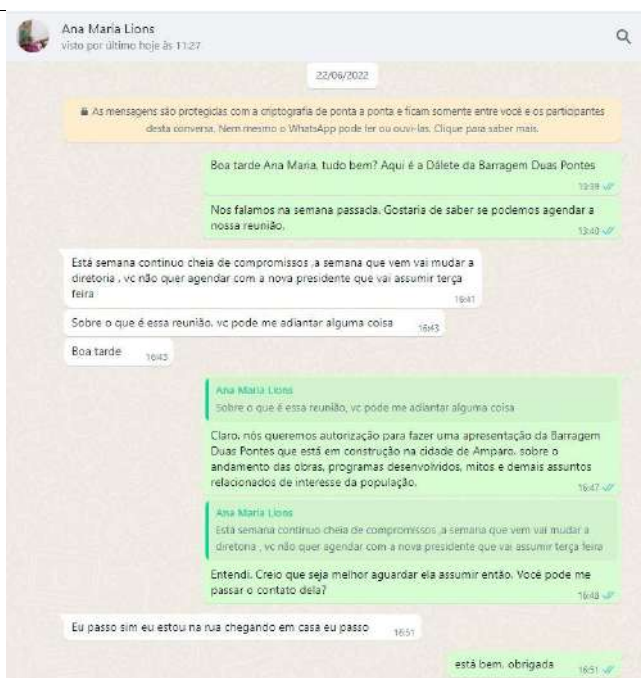 Ana Maria Lions
visto por último hoje às 11:27
22/06/2022
As mensagens são protegidas com a criptografia de ponta a ponta e ficam somente entre você e os participantes
desta conversa. Nem mesmo o WhatsApp pode ler ou ouvi-las. Clique para saber mais.
Boa tarde Ana Maria, tudo bem? Aqui é a Dálete da Barragem Duas Pontes
13:39
Nos falamos na semana passada. Gostaria de saber se podemos agendar a
nossa reunião.
13:40
Está semana continuo cheia de compromissos ,a semana que vem vai mudar a
diretoria , vc não quer agendar com a nova presidente que vai assumir terça
feira
16:41
Sobre o que é essa reunião, vc pode me adiantar alguma coisa
16:43
Boa tarde
16:43
Ana Maria Lions
Sobre o que é essa reunião, vc pode me adiantar alguma coisa
Claro, nós queremos autorização para fazer uma apresentação da Barragem
Duas Pontes que está em construção na cidade de Amparo, sobre o
andamento das obras, programas desenvolvidos, mitos e demais assuntos
relacionados de interesse da população.
16:47
Ana Maria Lions
Está semana continuo cheia de compromissos ,a semana que vem vai mudar a
diretoria , vc não quer agendar com a nova presidente que vai assumir terça feira
Entendi. Creio que seja melhor aguardar ela assumir então. Você pode me
passar o contato dela?
16:48
Eu passo sim eu estou na rua chegando em casa eu passo
16:51
está bem, obrigada
16:51